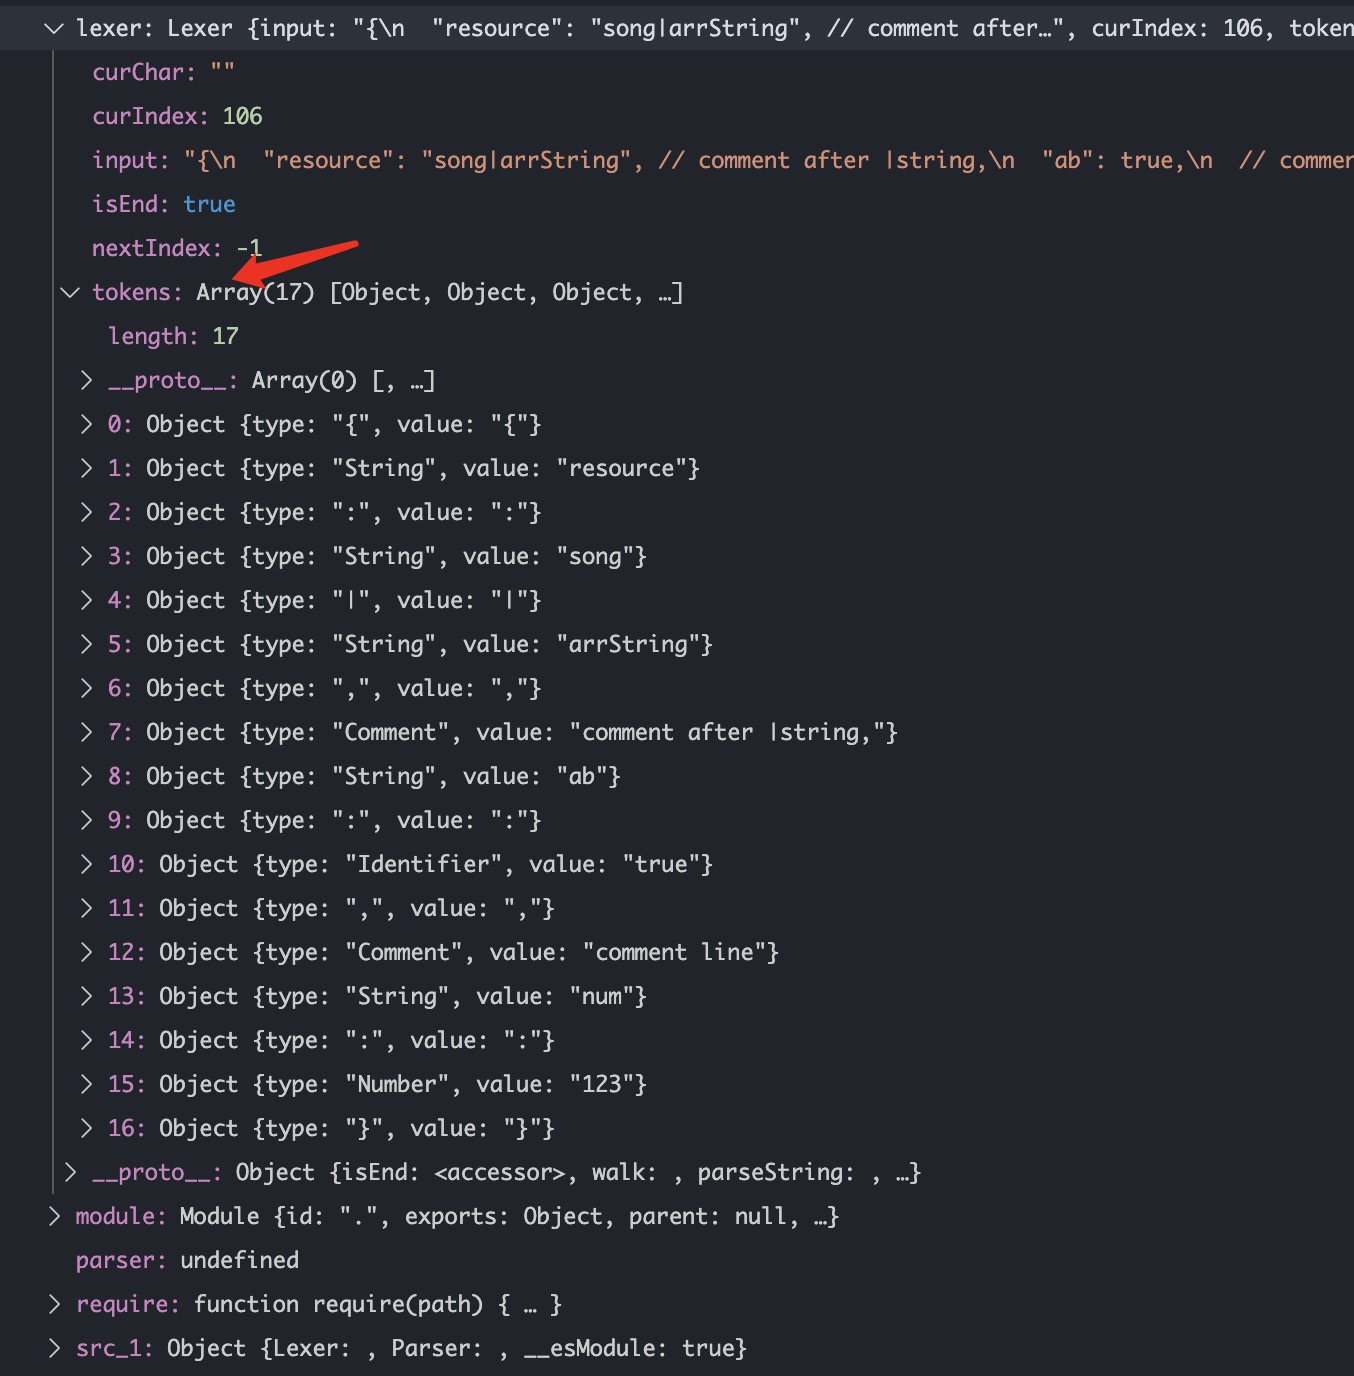 lexer: Lexer {input: "{\n  "resource": "song|arrString", // comment after…", curIndex: 106, token
curChar: ""
curIndex: 106
input: "{\n  "resource": "song|arrString", // comment after |string,\n  "ab": true,\n  // commer
isEnd: true
nextIndex: -1
tokens: Array(17) [Object, Object, Object, …]
length: 17
__proto__: Array(0) [, …]
0: Object {type: "{", value: "{"}
1: Object {type: "String", value: "resource"}
2: Object {type: ":", value: ":"}
3: Object {type: "String", value: "song"}
4: Object {type: "|", value: "|"}
5: Object {type: "String", value: "arrString"}
6: Object {type: ",", value: ","}
7: Object {type: "Comment", value: "comment after |string,"}
8: Object {type: "String", value: "ab"}
9: Object {type: ":", value: ":"}
10: Object {type: "Identifier", value: "true"}
11: Object {type: ",", value: ","}
12: Object {type: "Comment", value: "comment line"}
13: Object {type: "String", value: "num"}
14: Object {type: ":", value: ":"}
15: Object {type: "Number", value: "123"}
16: Object {type: "}", value: "}"}
__proto__: Object {isEnd: <accessor>, walk: , parseString: , …}
module: Module {id: ".", exports: Object, parent: null, …}
parser: undefined
require: function require(path) { … }
src_1: Object {Lexer: , Parser: , __esModule: true}